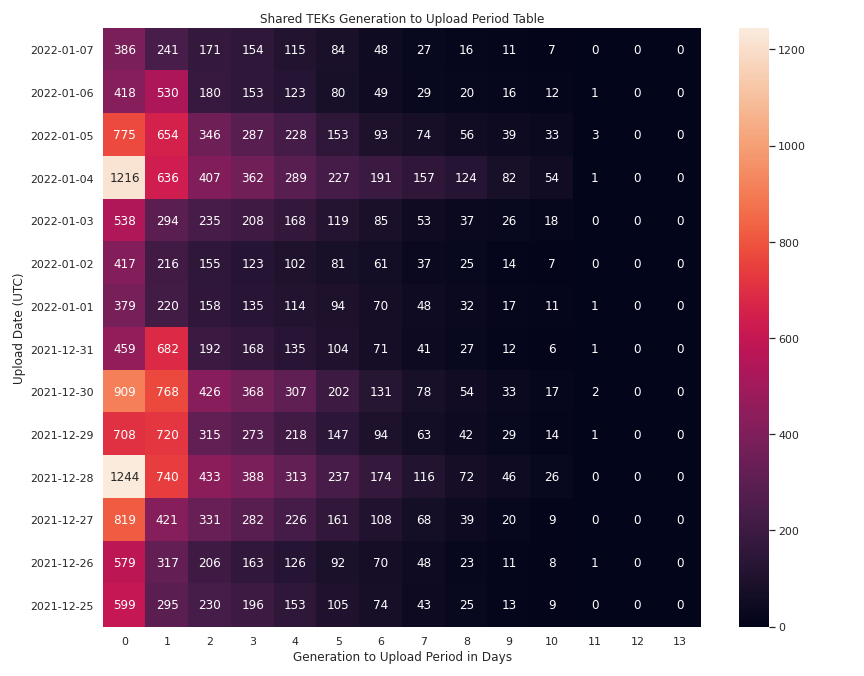 Shared TEKs Generation to Upload Period Table
2022-01-07 386 241 171 154 115 84 48 27 16 11 7 0 0 0
2022-01-06 418 530 180 153 123 80 49 29 20 16 12 1 0 0
2022-01-05 775 654 346 287 228 153 93 74 56 39 33 3 0 0
2022-01-04 1216 636 407 362 289 227 191 157 124 82 54 1 0 0
2022-01-03 538 294 235 208 168 119 85 53 37 26 18 0 0 0
2022-01-02 417 216 155 123 102 81 61 37 25 14 7 0 0 0
2022-01-01 379 220 158 135 114 94 70 48 32 17 11 1 0 0
2021-12-31 459 682 192 168 135 104 71 41 27 12 6 1 0 0
2021-12-30 909 768 426 368 307 202 131 78 54 33 17 2 0 0
2021-12-29 708 720 315 273 218 147 94 63 42 29 14 1 0 0
2021-12-28 1244 740 433 388 313 237 174 116 72 46 26 0 0 0
2021-12-27 819 421 331 282 226 161 108 68 39 20 9 0 0 0
2021-12-26 579 317 206 163 126 92 70 48 23 11 8 1 0 0
2021-12-25 599 295 230 196 153 105 74 43 25 13 9 0 0 0
0 1 2 3 4 5 6 7 8 9 10 11 12 13
Generation to Upload Period in Days
Upload Date (UTC)
1200
1000
800
600
400
200
0